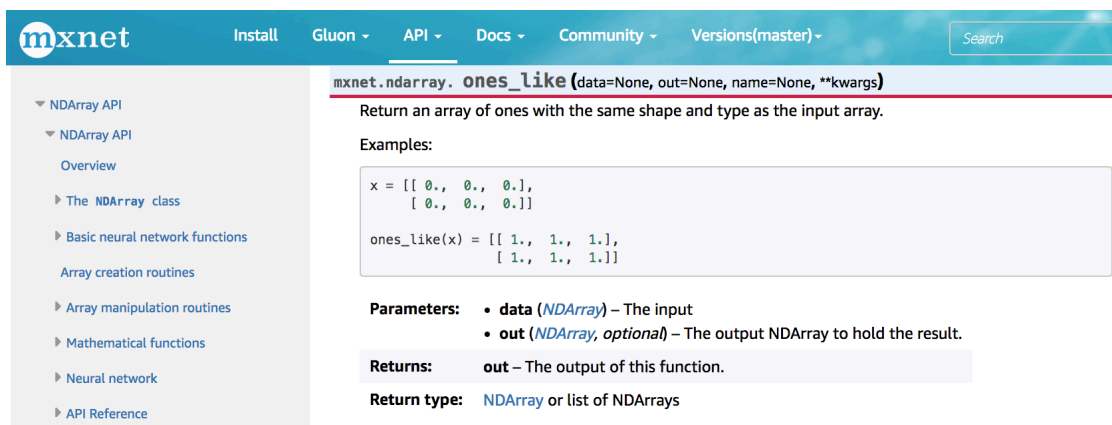 mxnet
Install Gluon API Docs Community Versions(master) Search
NDArray API
NDArray API
Overview
The NDArray class
Basic neural network functions
Array creation routines
Array manipulation routines
Mathematical functions
Neural network
API Reference
mxnet.ndarray. ones_like (data=None, out=None, name=None, **kwargs)
Return an array of ones with the same shape and type as the input array.
Examples:
x = [[ 0., 0., 0.],
[ 0., 0., 0.]]
ones_like(x) = [[ 1., 1., 1.],
[ 1., 1., 1.]]
Parameters: • data (NDArray) – The input
• out (NDArray, optional) – The output NDArray to hold the result.
Returns: out – The output of this function.
Return type: NDArray or list of NDArrays